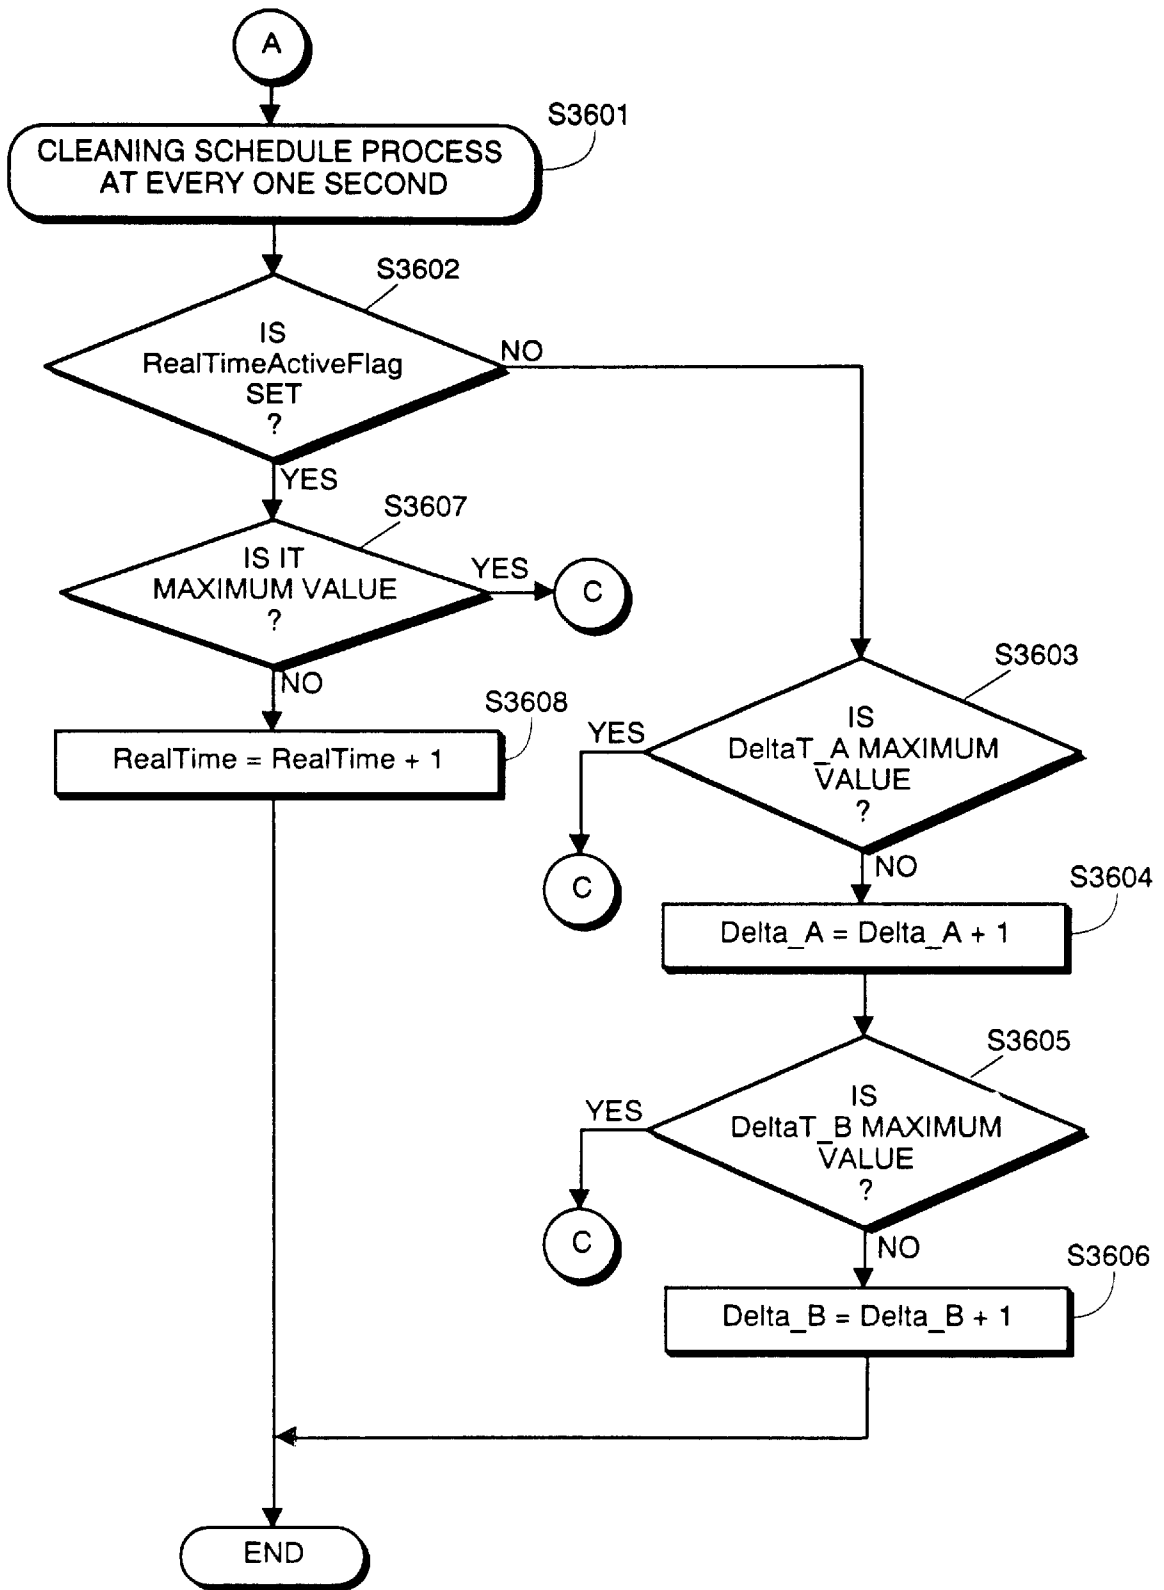 A
S3601
CLEANING SCHEDULE PROCESS
AT EVERY ONE SECOND
S3602
IS
RealTimeActiveFlag
SET
?
NO
YES
S3607
IS IT
MAXIMUM VALUE
?
YES
C
NO
S3608
RealTime = RealTime + 1
S3603
IS
DeltaT_A MAXIMUM
VALUE
?
YES
C
NO
S3604
Delta_A = Delta_A + 1
S3605
IS
DeltaT_B MAXIMUM
VALUE
?
YES
C
NO
S3606
Delta_B = Delta_B + 1
END